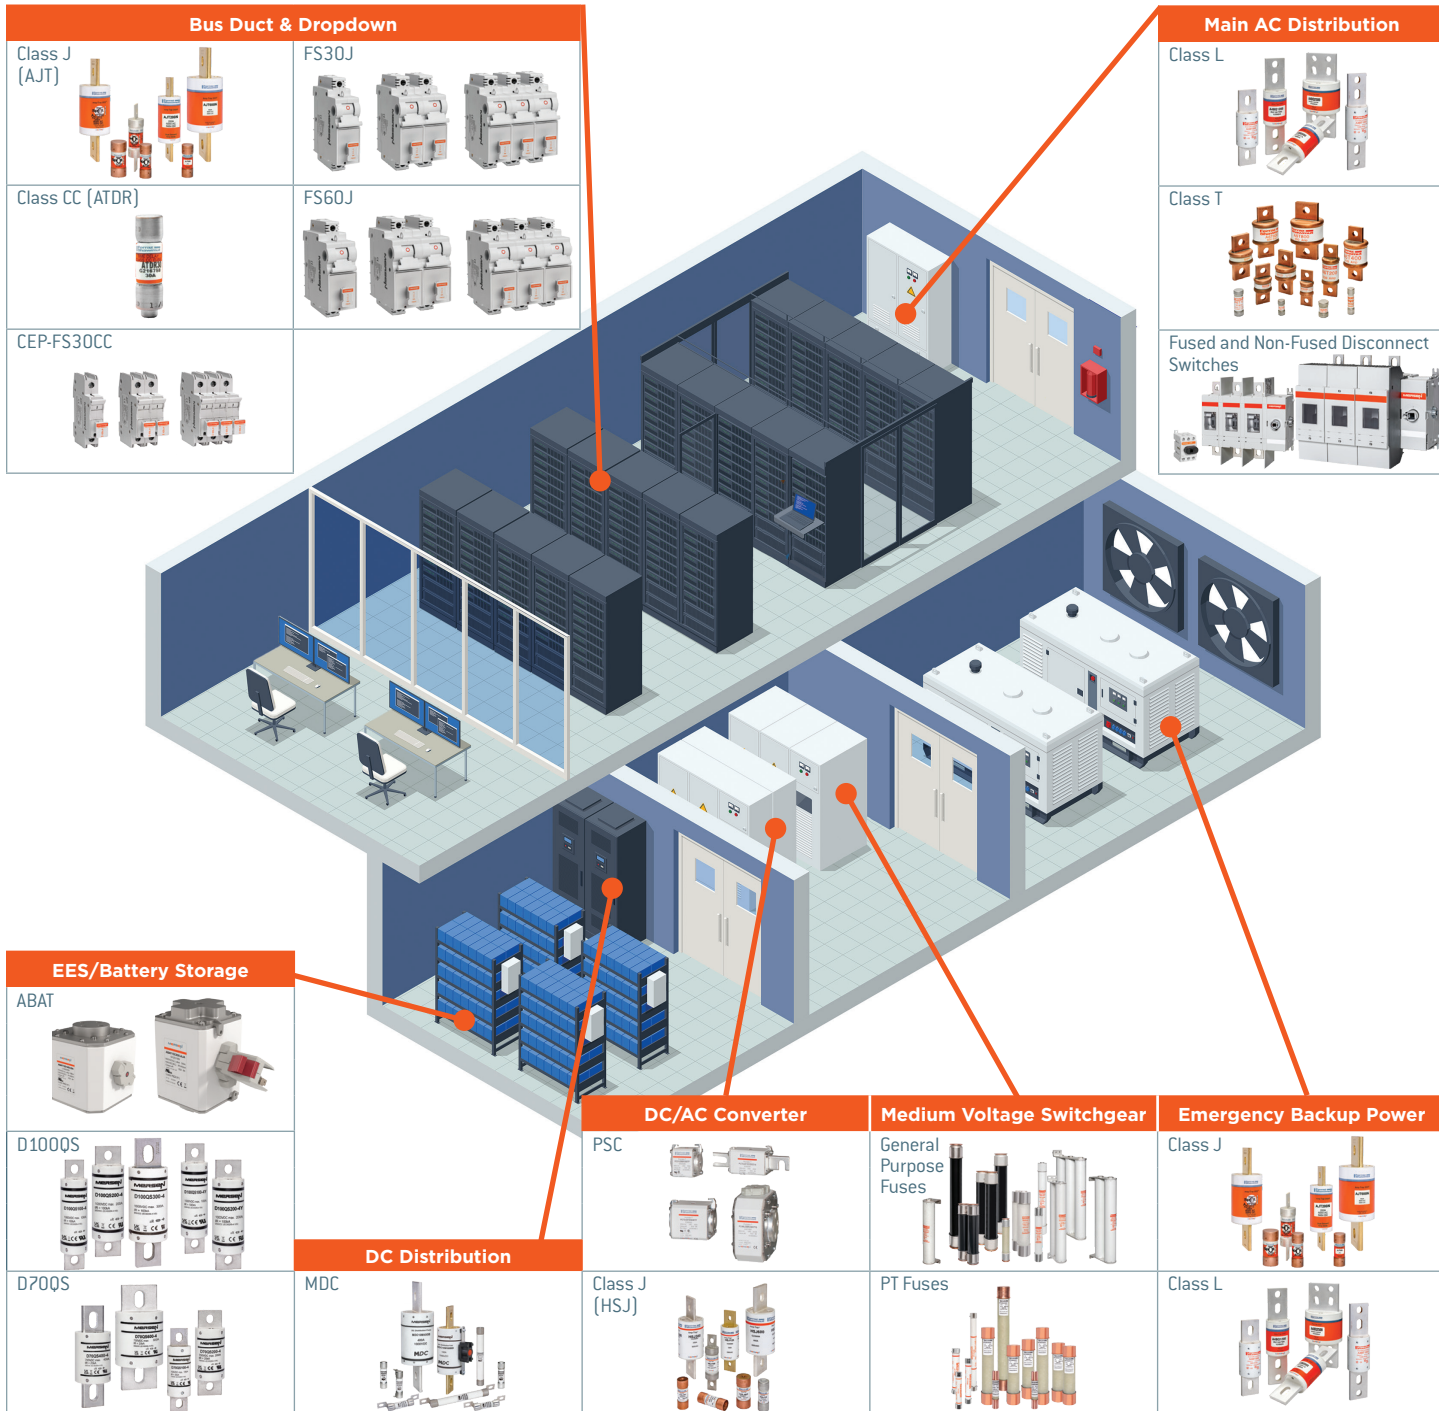 Bus Duct & Dropdown
Class J
(AJT)
FS30J
Class CC (ATDR)
FS60J
CEP-FS30CC
Main AC Distribution
Class L
Class T
Fused and Non-Fused Disconnect
Switches
EES/Battery Storage
ABAT
D100QS
D70QS
DC Distribution
MDC
DC/AC Converter
PSC
Class J
(HSJ)
Medium Voltage Switchgear
General
Purpose
Fuses
PT Fuses
Emergency Backup Power
Class J
Class L